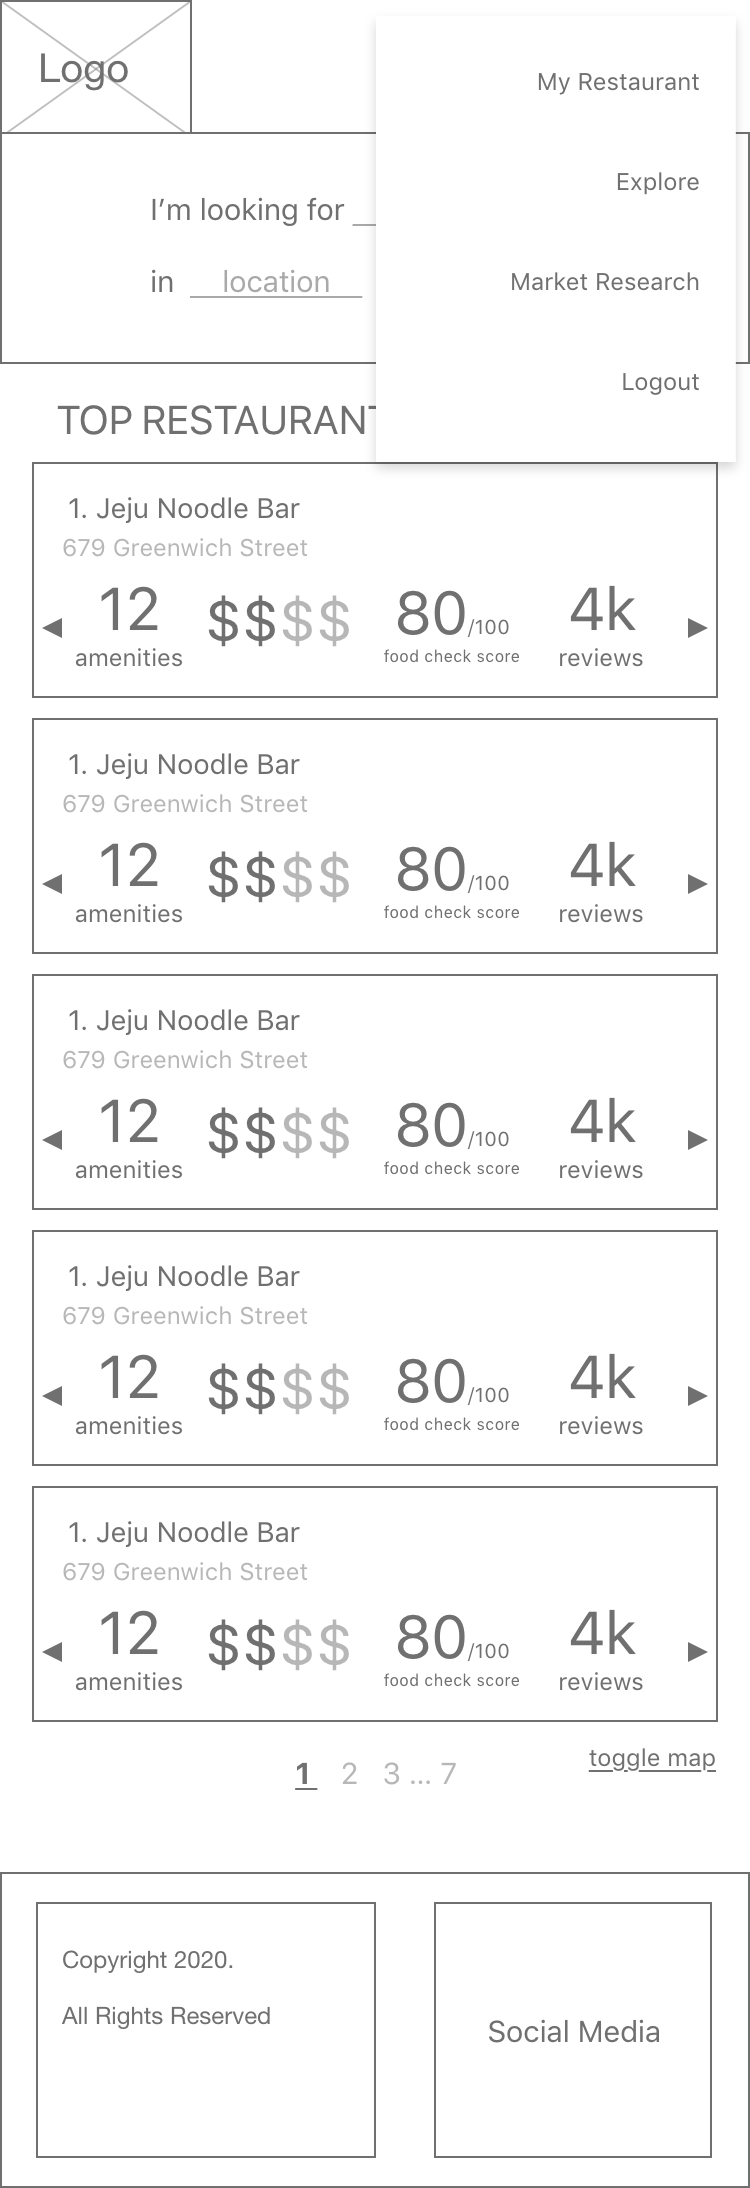 Logo
My Restaurant
Explore
Market Research
Logout
I’m looking for
in location
TOP RESTAURANT
1. Jeju Noodle Bar
679 Greenwich Street
◀ 12 $$$$ 80/100 4k ▶
amenities food check score reviews
1. Jeju Noodle Bar
679 Greenwich Street
◀ 12 $$$$ 80/100 4k ▶
amenities food check score reviews
1. Jeju Noodle Bar
679 Greenwich Street
◀ 12 $$$$ 80/100 4k ▶
amenities food check score reviews
1. Jeju Noodle Bar
679 Greenwich Street
◀ 12 $$$$ 80/100 4k ▶
amenities food check score reviews
1. Jeju Noodle Bar
679 Greenwich Street
◀ 12 $$$$ 80/100 4k ▶
amenities food check score reviews
toggle map
1 2 3 ... 7
Copyright 2020.
All Rights Reserved
Social Media